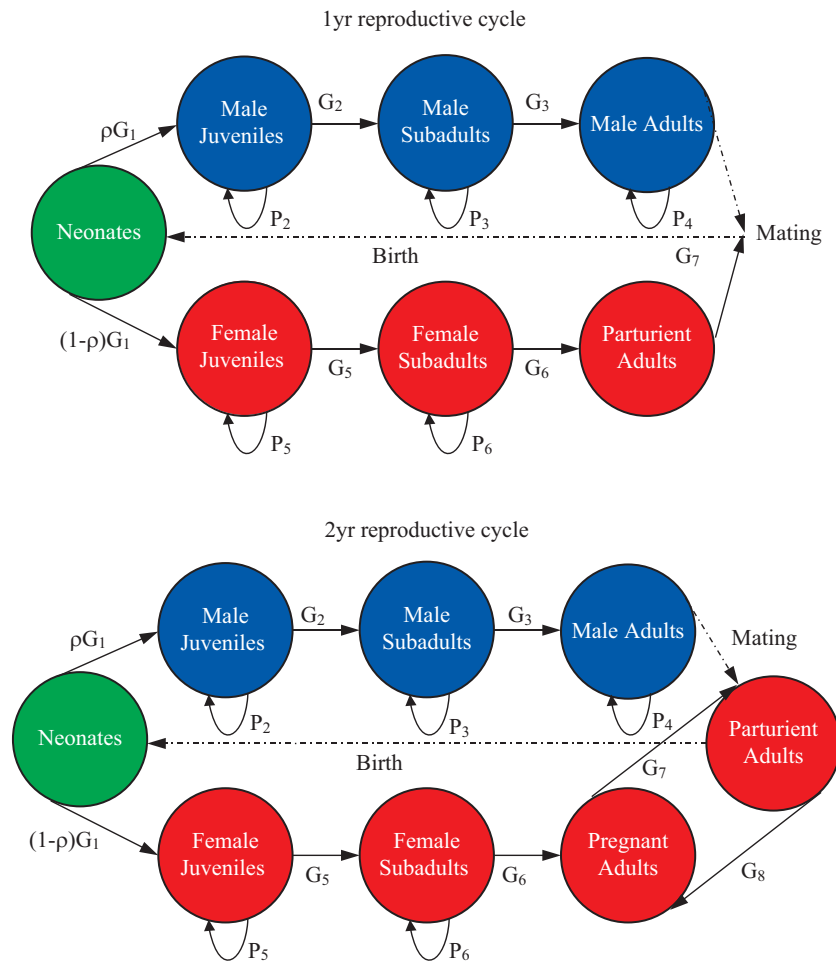 1yr reproductive cycle
Male
Juveniles
G2
Male
Subadults
G3
Male Adults
ρG1
P2
P3
P4
Neonates
Mating
Birth
G7
(1-ρ)G1
Female
Juveniles
G5
Female
Subadults
G6
Parturient
Adults
P5
P6
2yr reproductive cycle
Male
Juveniles
G2
Male
Subadults
G3
Male Adults
ρG1
Mating
P2
P3
P4
Neonates
Parturient
Adults
Birth
G7
(1-ρ)G1
Female
Juveniles
G5
Female
Subadults
G6
Pregnant
Adults
G8
P5
P6